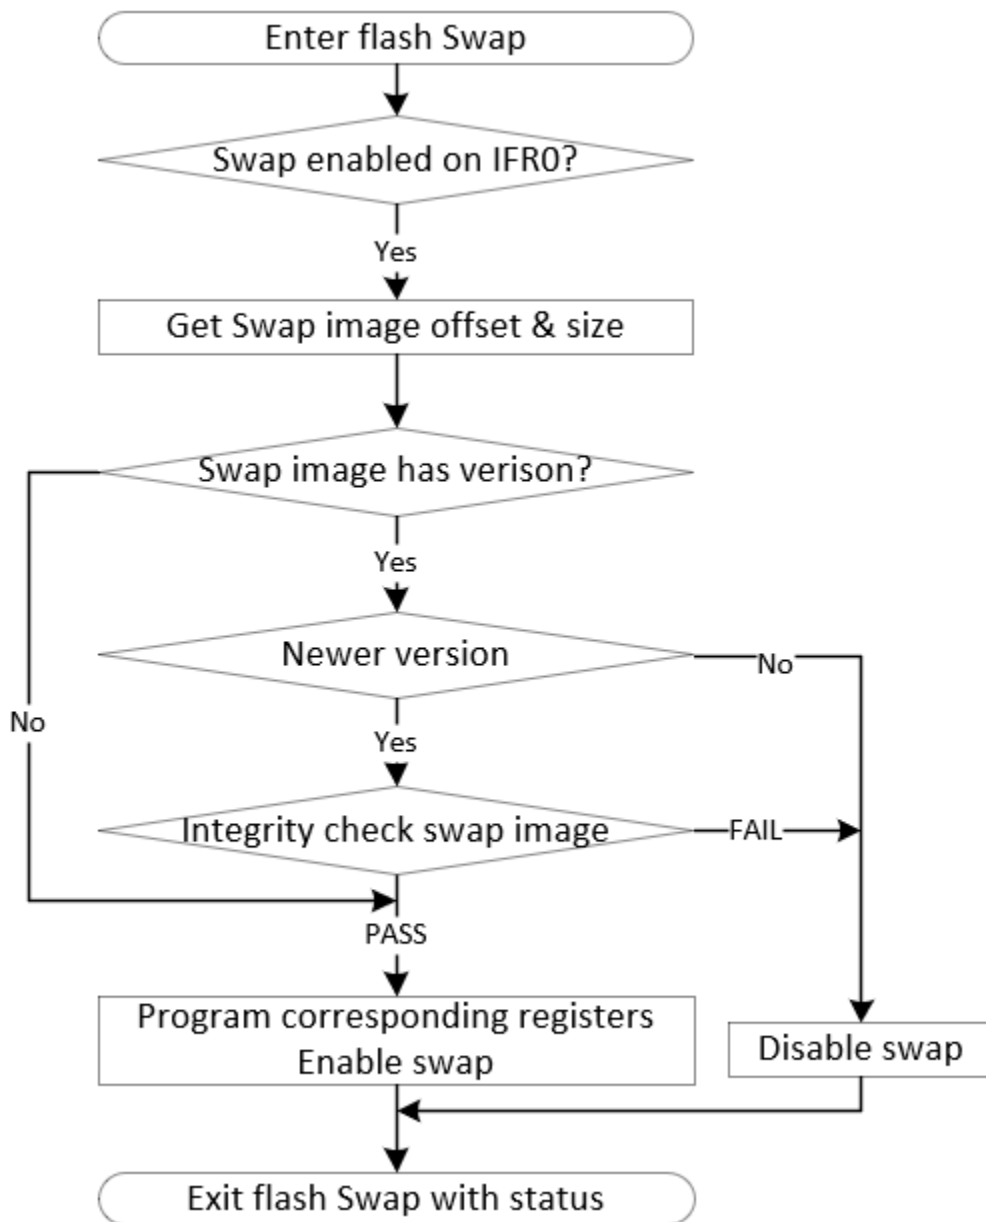 Enter flash Swap
Swap enabled on IFR0?
Yes
Get Swap image offset & size
Swap image has verison?
Yes
Newer version
No
No
Yes
Integrity check swap image
FAIL
PASS
Program corresponding registers
Enable swap
Disable swap
Exit flash Swap with status